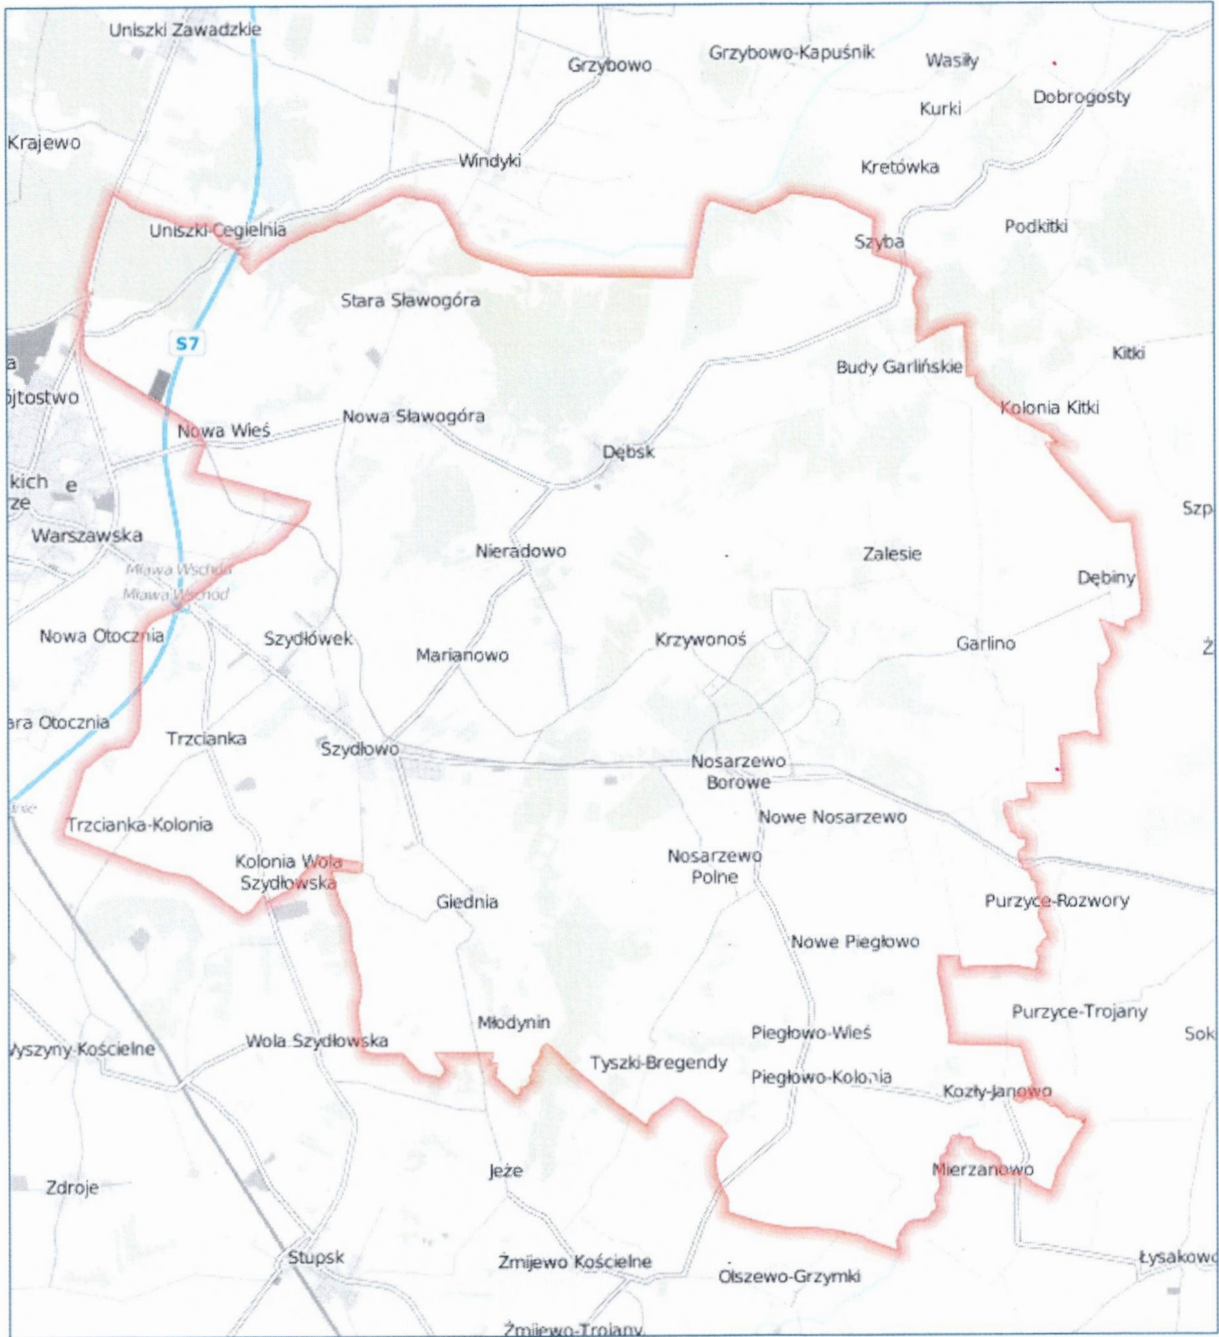 Uniszki Zawadzkie
Grzybowo
Grzybowo-Kapuśnik
Wasiły
Dobrogosty
Kurki
Krajewo
Windyki
Kretówka
Uniszki-Cegielnia
Szyba
Podkitki
Stara Sławogóra
S7
Kitki
a
Budy Garlińskie
ójtostwo
Nowa Sławogóra
Kolonia Kitki
Nowa Wieś
Dębsk
kich
e
ze
Szp
Warszawska
Nieradowo
Zalesie
Mława Wschód
Dębiny
Mława Wschód
Nowa Otocznia
Szydłówek
Krzywonoś
Garlino
Ż
Marianowo
ara Otocznia
Trzcianka
Szydłowo
Nosarzewo
Borowe
Trzcianka-Kolonia
Nowe Nosarzewo
Kolonia Wola
Szydłowska
Nosarzewo
Polne
Giednia
Purzyce-Rozwory
Nowe Piegłowo
Młodynin
Purzyce-Trojany
Piegłowo-Wieś
Sok
Wola Szydłowska
Wyszyny Kościelne
Tyszki-Bregendy
Piegłowo-Kolonia
Kozły-Janowo
Jeże
Mierzanowo
Zdroje
Stupsk
Żmijewo Kościelne
Olszewo-Grzymki
Łysakowo
Żmijewo-Trojany